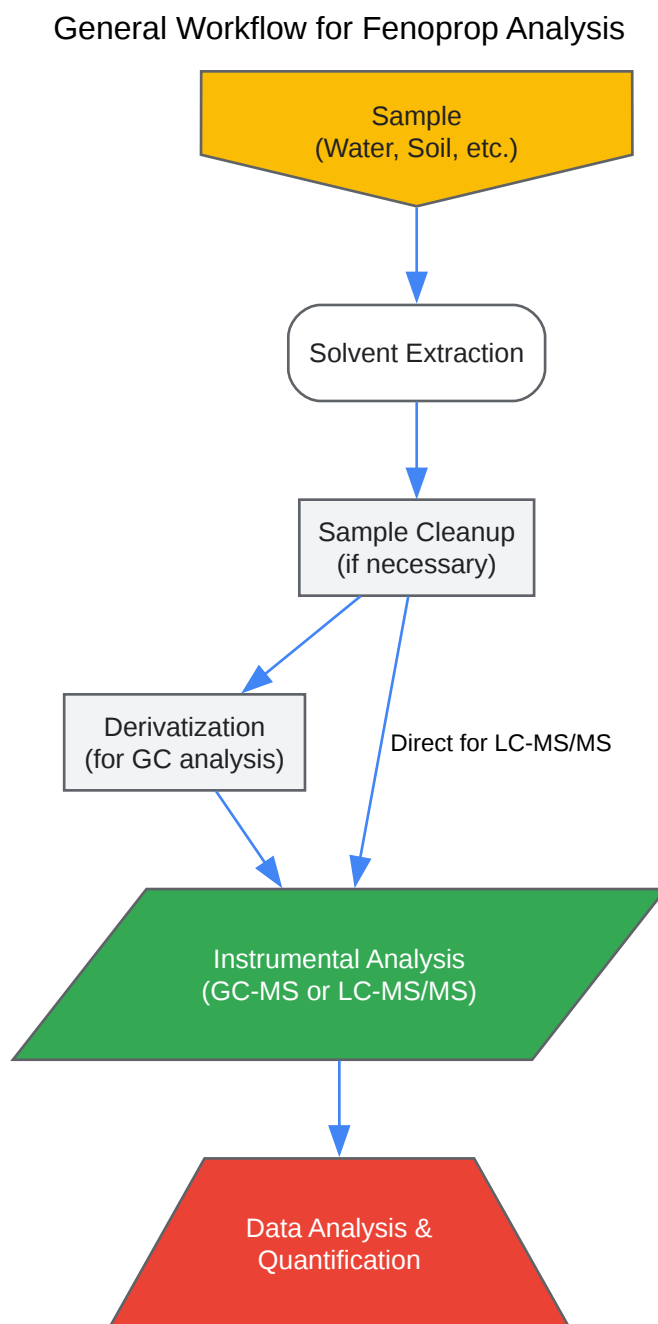 General Workflow for Fenoprop Analysis
Sample
(Water, Soil, etc.)
Solvent Extraction
Sample Cleanup
(if necessary)
Derivatization
(for GC analysis)
Direct for LC-MS/MS
Instrumental Analysis
(GC-MS or LC-MS/MS)
Data Analysis &
Quantification